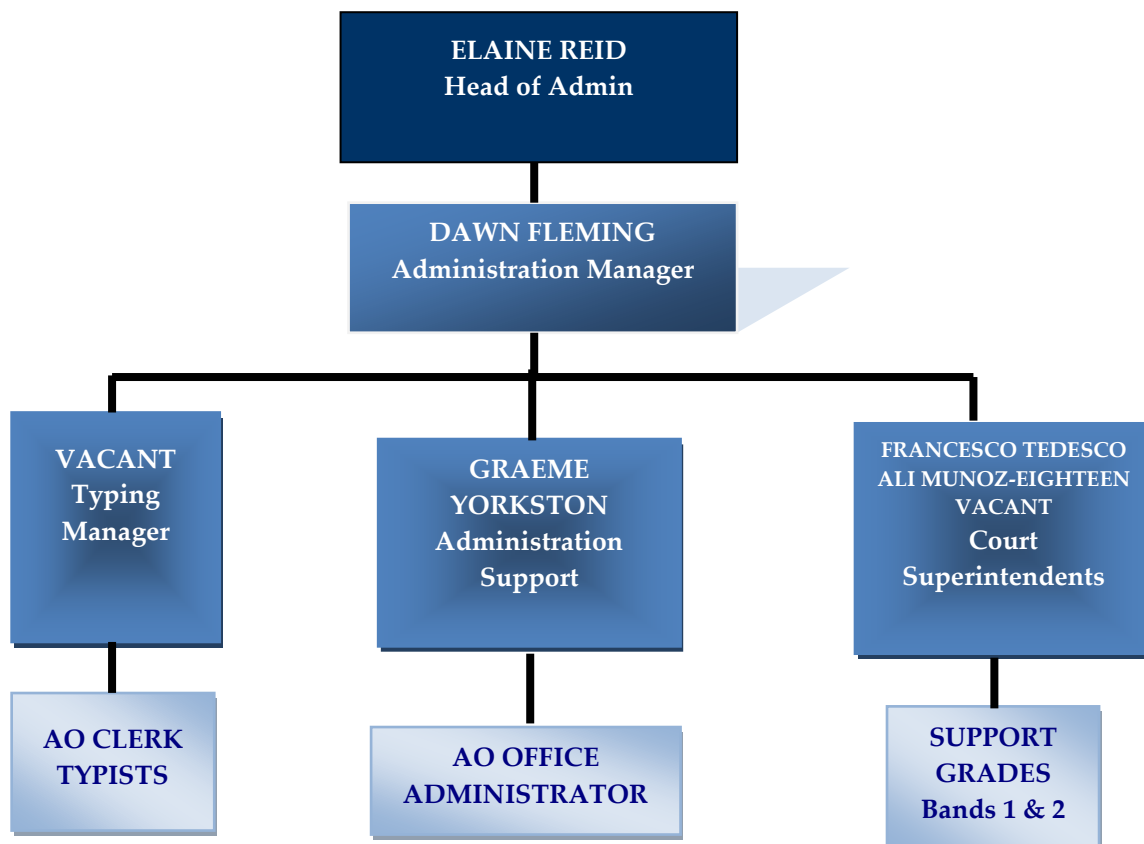 ELAINE REID
Head of Admin
DAWN FLEMING
Administration Manager
VACANT
Typing
Manager
GRAEME
YORKSTON
Administration
Support
FRANCESCO TEDESCO
ALI MUNOZ-EIGHTEEN
VACANT
Court
Superintendents
AO CLERK
TYPISTS
AO OFFICE
ADMINISTRATOR
SUPPORT
GRADES
Bands 1 & 2